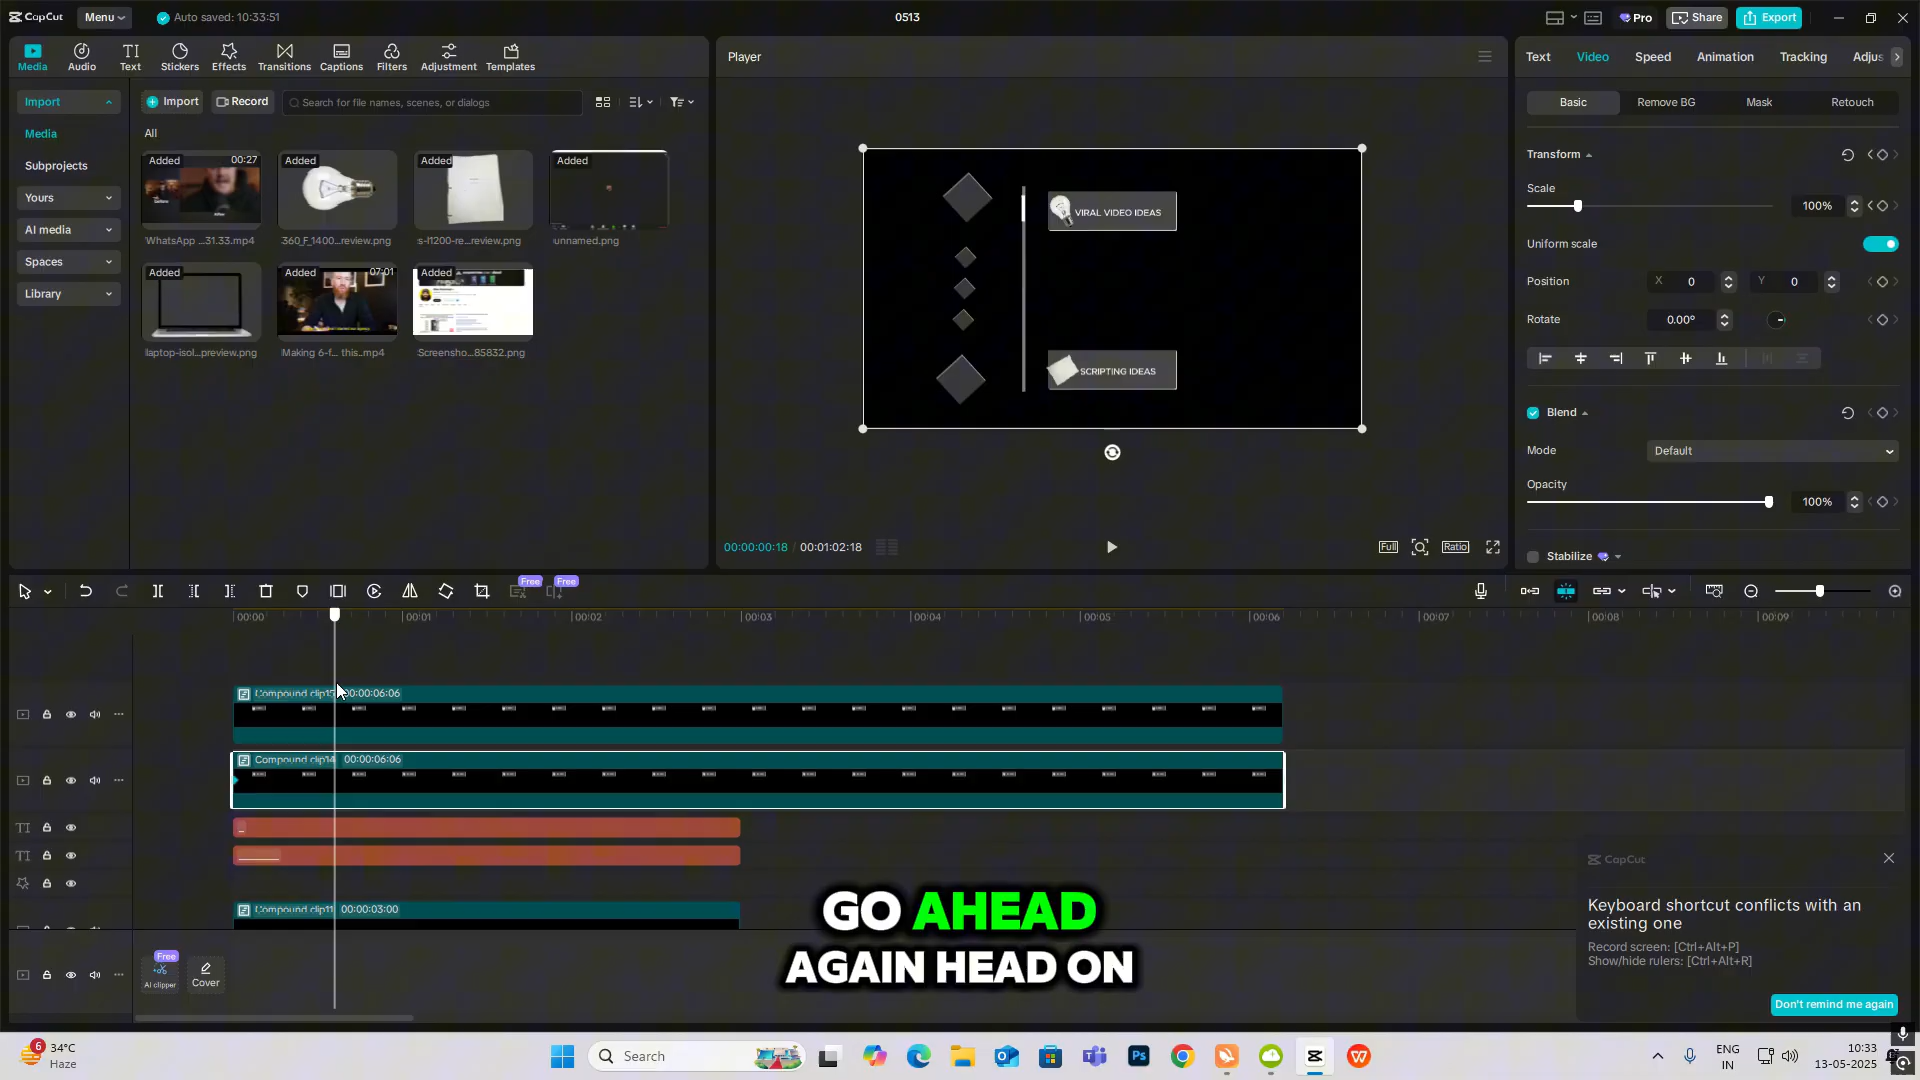 CapCut
Menu
Auto saved: 10:33:51
0513
Pro
Share
Export
Media
Audio
Text
Stickers
Effects
Transitions
Captions
Filters
Adjustment
Templates
Player
Text
Video
Speed
Animation
Tracking
Adjus
Import
Import
Record
Search for file names, scenes, or dialogs
Basic
Remove BG
Mask
Retouch
Media
All
Subprojects
Yours
AI media
Spaces
Library
Added 00:27
WhatsApp ...31.33.mp4
Added
360_F_1400...review.png
Added
s-l1200-re...review.png
Added
unnamed.png
Added
laptop-isol...preview.png
Added 07:01
Making 6-f... this..mp4
Added
Screensho...85832.png
VIRAL VIDEO IDEAS
SCRIPTING IDEAS
Transform
Scale
100%
Uniform scale
Position
X 0
Y 0
Rotate
0.00°
Blend
Mode
Default
Opacity
100%
Stabilize
00:00:00:18 / 00:01:02:18
Full
Ratio
Free
Free
00:00
00:01
00:02
00:03
00:04
00:05
00:06
00:07
00:08
00:09
Compound clip15 00:00:06:06
Compound clip14 00:00:06:06
Compound clip11 00:00:03:00
Free
AI clipper
Cover
GO AHEAD
AGAIN HEAD ON
CapCut
Keyboard shortcut conflicts with an
existing one
Record screen: [Ctrl+Alt+P]
Show/hide rulers: [Ctrl+Alt+R]
Don't remind me again
6
34°C
Haze
Search
Ps
ENG
IN
10:33
13-05-2025